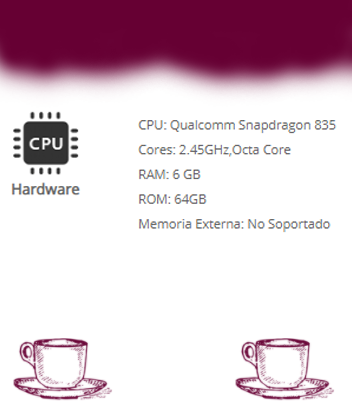 CPU
Hardware
CPU: Qualcomm Snapdragon 835
Cores: 2.45GHz,Octa Core
RAM: 6 GB
ROM: 64GB
Memoria Externa: No Soportado